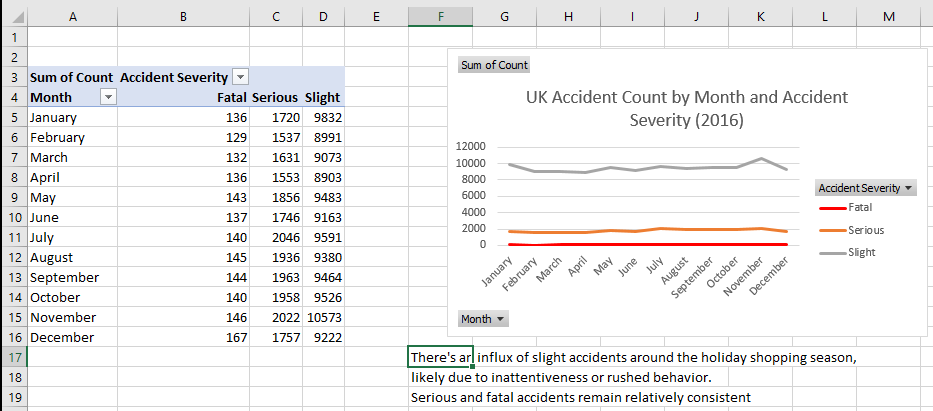 A B C D E F G H I J K L M
1
2
3 Sum of Count Accident Severity
4 Month Fatal Serious Slight
5 January 136 1720 9832
6 February 129 1537 8991
7 March 132 1631 9073
8 April 136 1553 8903
9 May 143 1856 9483
10 June 137 1746 9163
11 July 140 2046 9591
12 August 145 1936 9380
13 September 144 1963 9464
14 October 140 1958 9526
15 November 146 2022 10573
16 December 167 1757 9222
17
18
19
Sum of Count
UK Accident Count by Month and Accident
Severity (2016)
12000
10000
8000
6000
4000
2000
0
January February March April May June July August September October November December
Accident Severity
Fatal
Serious
Slight
Month
There's an influx of slight accidents around the holiday shopping season,
likely due to inattentiveness or rushed behavior.
Serious and fatal accidents remain relatively consistent